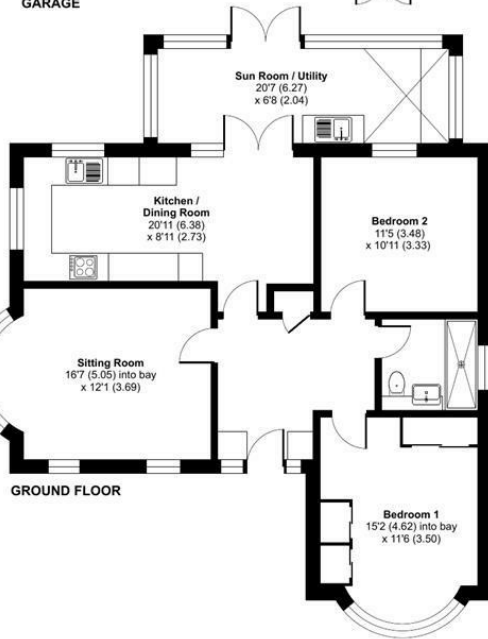 GARAGE
Sun Room / Utility
20'7 (6.27)
x 6'8 (2.04)
Kitchen /
Dining Room
20'11 (6.38)
x 8'11 (2.73)
Bedroom 2
11'5 (3.48)
x 10'11 (3.33)
Sitting Room
16'7 (5.05) into bay
x 12'1 (3.69)
GROUND FLOOR
Bedroom 1
15'2 (4.62) into bay
x 11'6 (3.50)